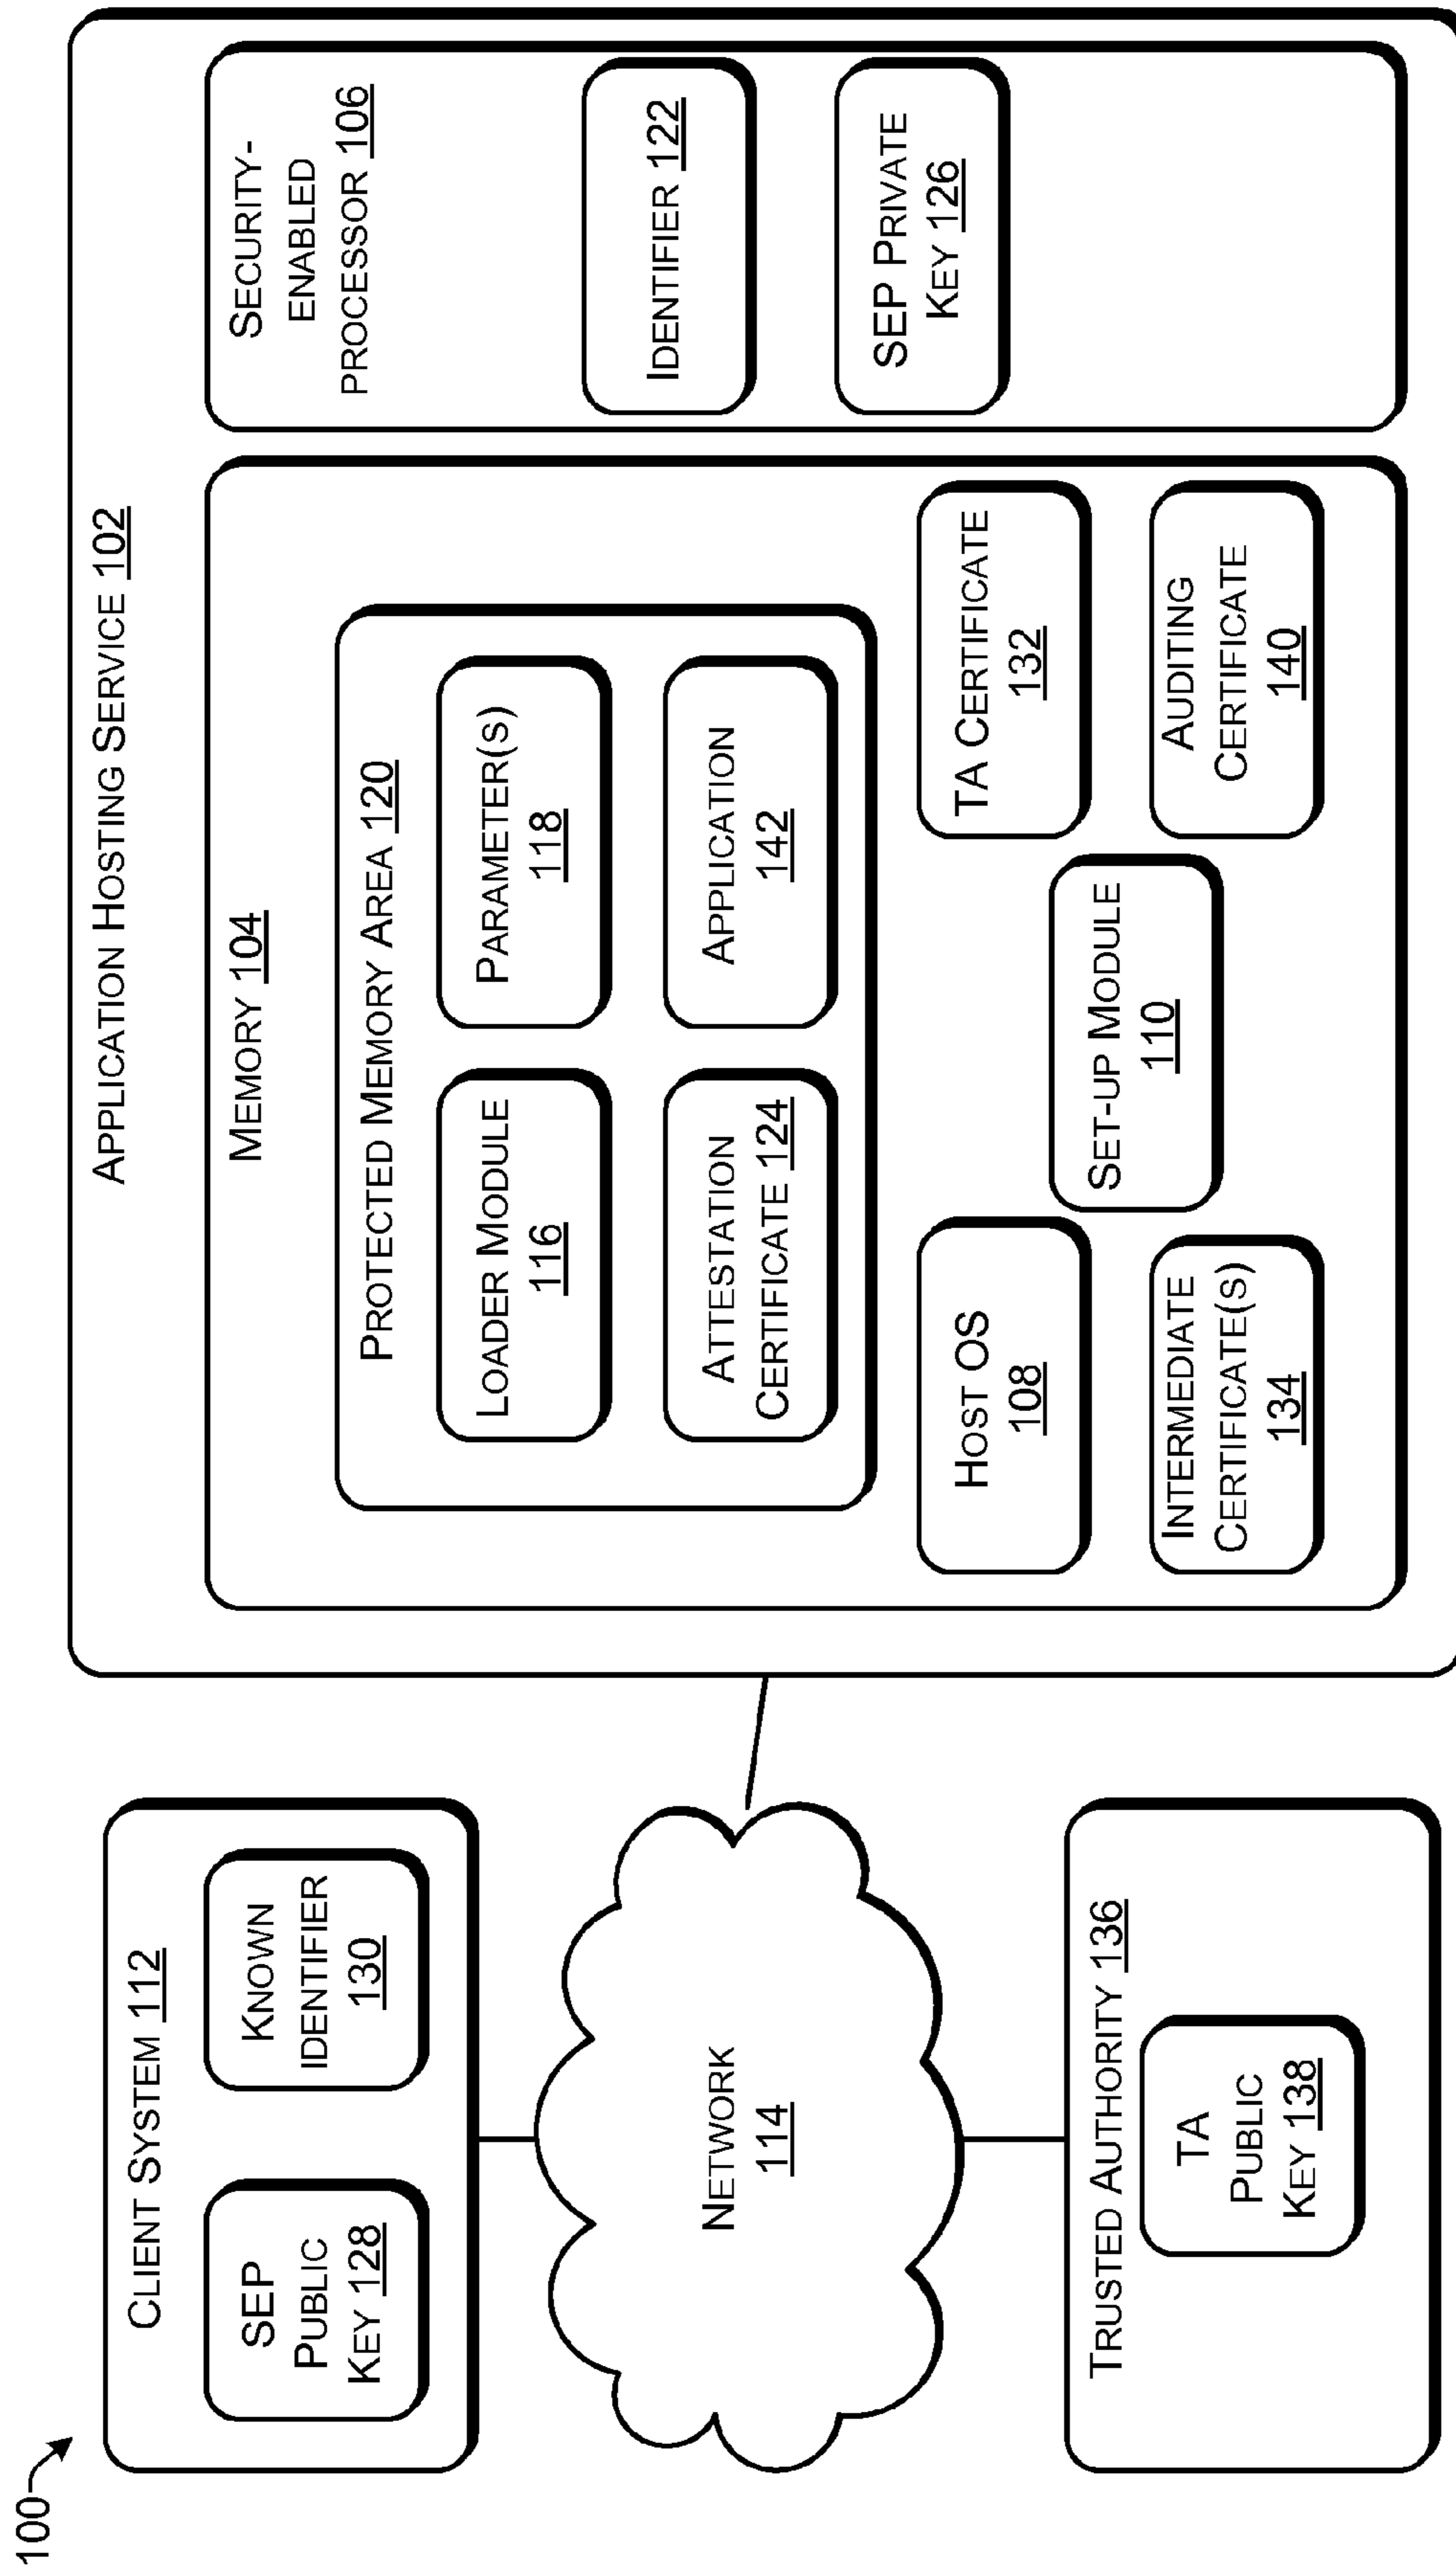 100
CLIENT SYSTEM 112
SEP
PUBLIC
KEY 128
KNOWN
IDENTIFIER
130
NETWORK
114
TRUSTED AUTHORITY 136
TA
PUBLIC
KEY 138
APPLICATION HOSTING SERVICE 102
MEMORY 104
PROTECTED MEMORY AREA 120
LOADER MODULE
116
PARAMETER(S)
118
ATTESTATION
CERTIFICATE 124
APPLICATION
142
HOST OS
108
TA CERTIFICATE
132
SET-UP MODULE
110
INTERMEDIATE
CERTIFICATE(S)
134
AUDITING
CERTIFICATE
140
SECURITY-
ENABLED
PROCESSOR 106
IDENTIFIER 122
SEP PRIVATE
KEY 126